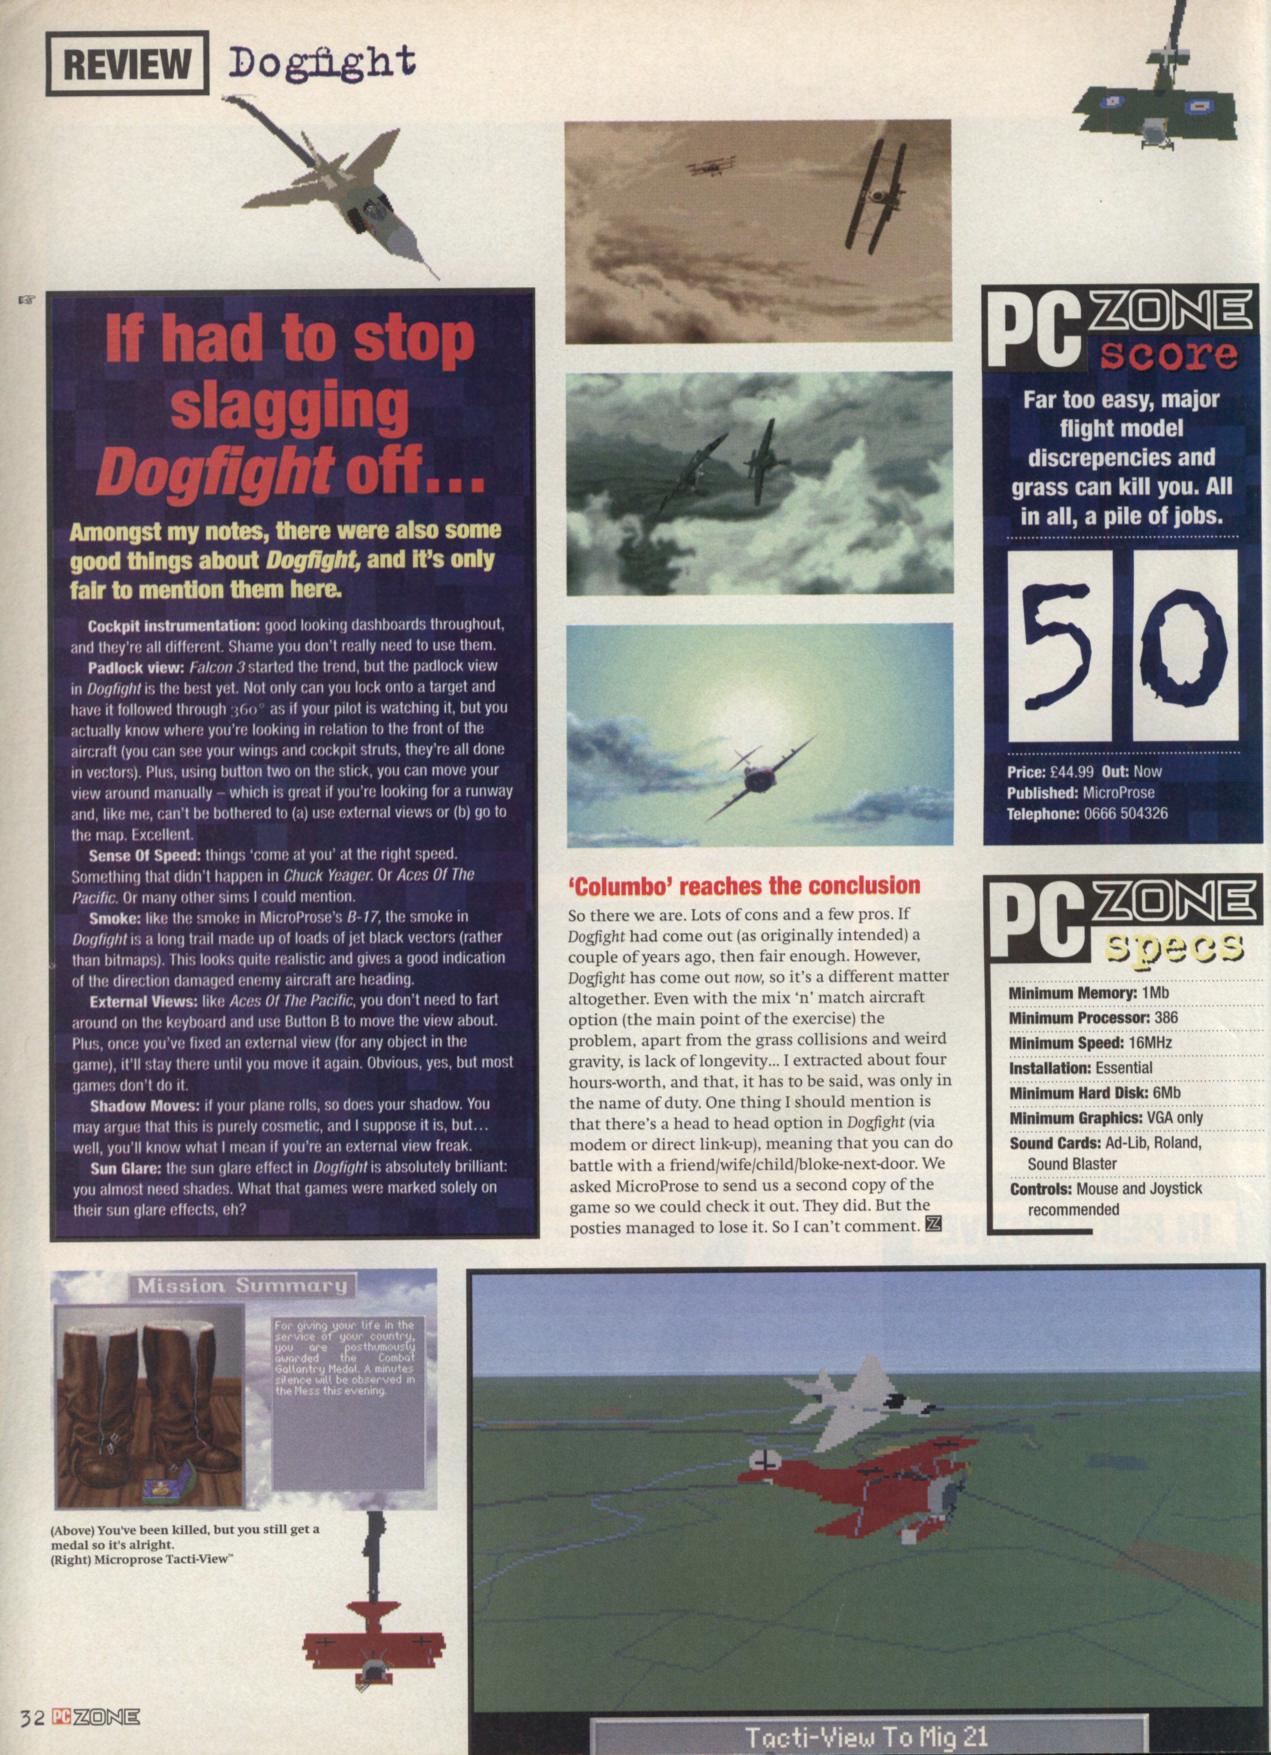 REVIEW Dogfight
If had to stop
slagging
Dogfight off...
Amongst my notes, there were also some
good things about Dogfight, and it's only
fair to mention them here.
Cockpit instrumentation: good looking dashboards throughout,
and they're all different. Shame you don't really need to use them.
Padlock view: Falcon 3 started the trend, but the padlock view
in Dogfight is the best yet. Not only can you lock onto a target and
have it followed through 360° as if your pilot is watching it, but you
actually know where you're looking in relation to the front of the
aircraft (you can see your wings and cockpit struts, they're all done
in vectors). Plus, using button two on the stick, you can move your
view around manually – which is great if you're looking for a runway
and, like me, can't be bothered to (a) use external views or (b) go to
the map. Excellent.
Sense Of Speed: things 'come at you' at the right speed.
Something that didn't happen in Chuck Yeager. Or Aces Of The
Pacific. Or many other sims I could mention.
Smoke: like the smoke in MicroProse's B-17, the smoke in
Dogfight is a long trail made up of loads of jet black vectors (rather
than bitmaps). This looks quite realistic and gives a good indication
of the direction damaged enemy aircraft are heading.
External Views: like Aces Of The Pacific, you don't need to fart
around on the keyboard and use Button B to move the view about.
Plus, once you've fixed an external view (for any object in the
game), it'll stay there until you move it again. Obvious, yes, but most
games don't do it.
Shadow Moves: if your plane rolls, so does your shadow. You
may argue that this is purely cosmetic, and I suppose it is, but...
well, you'll know what I mean if you're an external view freak.
Sun Glare: the sun glare effect in Dogfight is absolutely brilliant:
you almost need shades. What that games were marked solely on
their sun glare effects, eh?
'Columbo' reaches the conclusion
So there we are. Lots of cons and a few pros. If
Dogfight had come out (as originally intended) a
couple of years ago, then fair enough. However,
Dogfight has come out now, so it's a different matter
altogether. Even with the mix 'n' match aircraft
option (the main point of the exercise) the
problem, apart from the grass collisions and weird
gravity, is lack of longevity... I extracted about four
hours-worth, and that, it has to be said, was only in
the name of duty. One thing I should mention is
that there's a head to head option in Dogfight (via
modem or direct link-up), meaning that you can do
battle with a friend/wife/child/bloke-next-door. We
asked MicroProse to send us a second copy of the
game so we could check it out. They did. But the
posties managed to lose it. So I can't comment. Z
PC ZONE
score
Far too easy, major
flight model
discrepencies and
grass can kill you. All
in all, a pile of jobs.
50
Price: £44.99 Out: Now
Published: MicroProse
Telephone: 0666 504326
PC ZONE
specs
Minimum Memory: 1Mb
Minimum Processor: 386
Minimum Speed: 16MHz
Installation: Essential
Minimum Hard Disk: 6Mb
Minimum Graphics: VGA only
Sound Cards: Ad-Lib, Roland,
Sound Blaster
Controls: Mouse and Joystick
recommended
Mission Summary
For giving your life in the
service of your country,
you are posthumously
awarded the Combat
Gallantry Medal. A minutes
silence will be observed in
the Mess this evening.
(Above) You've been killed, but you still get a
medal so it's alright.
(Right) Microprose Tacti-View™
Tacti-View To Mig 21
32 PC ZONE